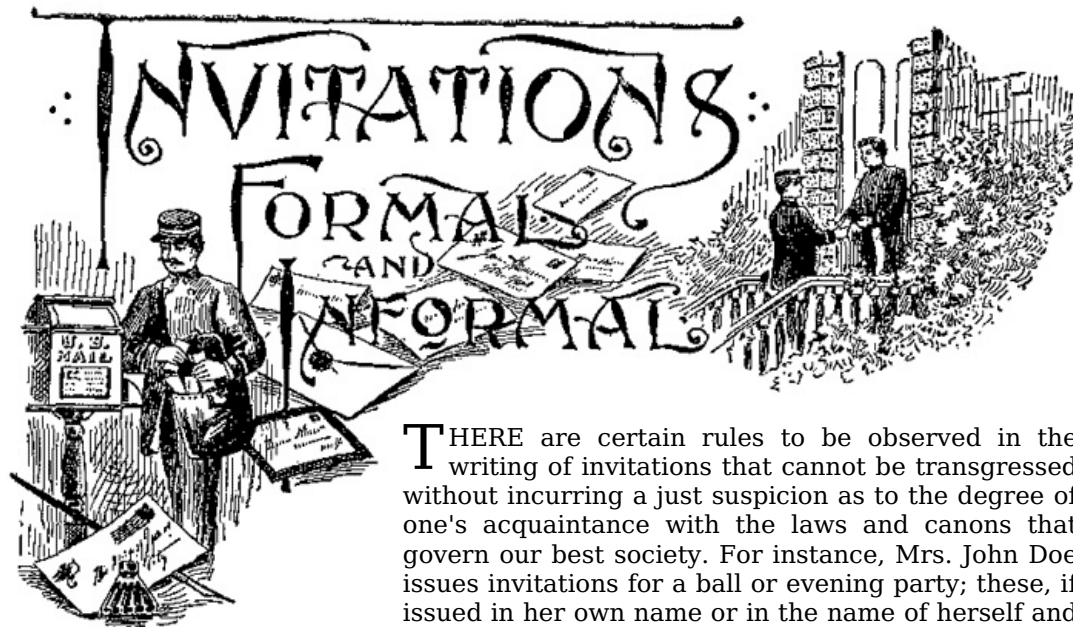 INVITATIONS
FORMAL
AND
INFORMAL
U.S.
MAIL
THERE are certain rules to be observed in the
writing of invitations that cannot be transgressed
without incurring a just suspicion as to the degree of
one's acquaintance with the laws and canons that
govern our best society. For instance, Mrs. John Doe
issues invitations for a ball or evening party; these, if
issued in her own name or in the name of herself and